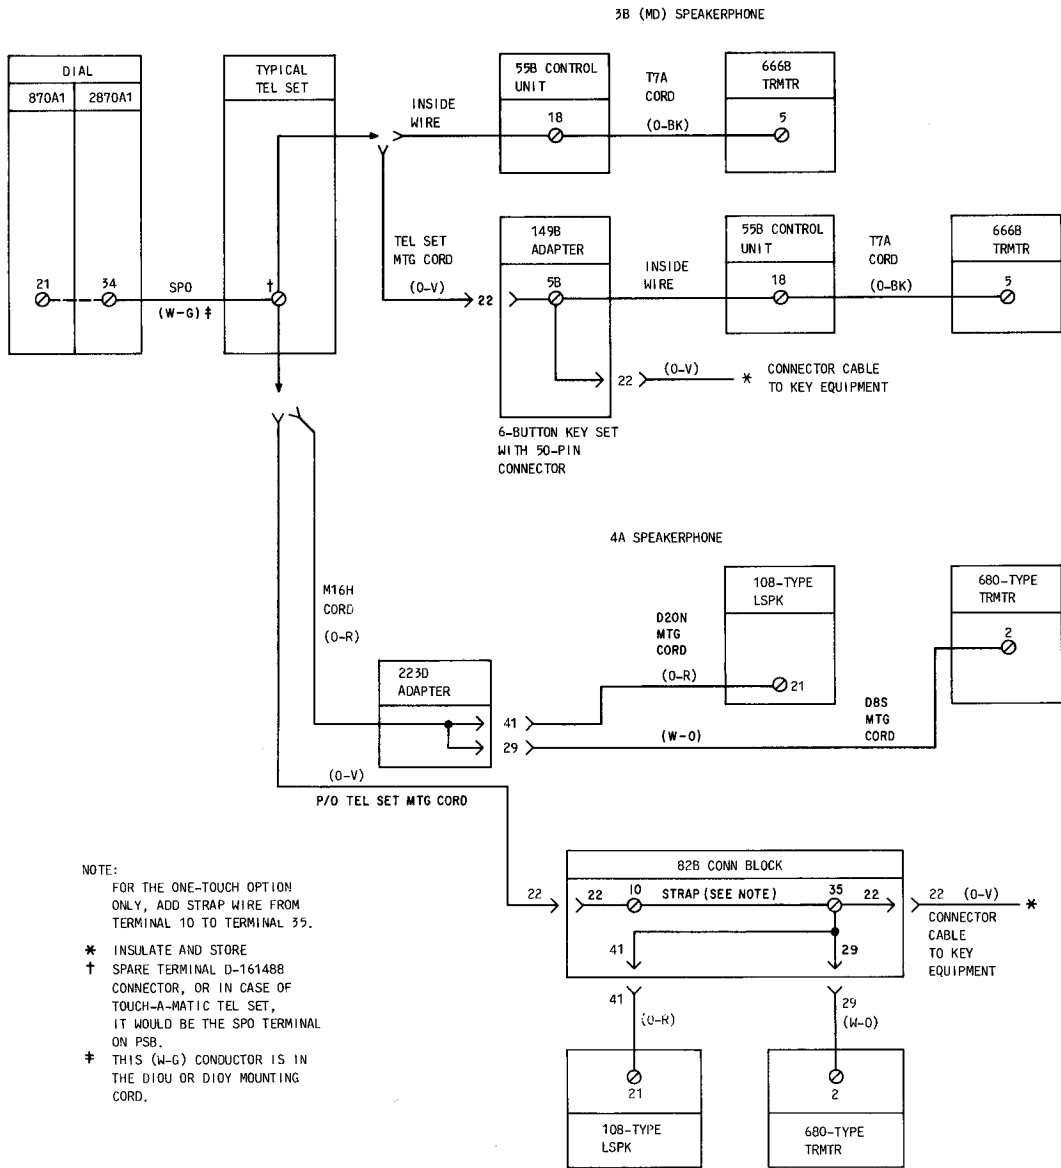 3B (MD) SPEAKERPHONE
DIAL
870A1
2870A1
21
34
SPO
(W-G) ‡
TYPICAL
TEL SET
†
INSIDE
WIRE
55B CONTROL
UNIT
18
T7A
CORD
(O-BK)
666B
TRMTR
5
TEL SET
MTG CORD
(O-V)
22
149B
ADAPTER
5B
INSIDE
WIRE
55B CONTROL
UNIT
18
T7A
CORD
(O-BK)
666B
TRMTR
5
22
(O-V)
* CONNECTOR CABLE
TO KEY EQUIPMENT
6-BUTTON KEY SET
WITH 50-PIN
CONNECTOR
4A SPEAKERPHONE
M16H
CORD
(O-R)
223D
ADAPTER
41
29
D20N
MTG
CORD
(O-R)
108-TYPE
LSPK
21
(W-O)
D8S
MTG
CORD
680-TYPE
TRMTR
2
(O-V)
P/O TEL SET MTG CORD
82B CONN BLOCK
22
22
10
STRAP (SEE NOTE)
35
22
22
(O-V)
*
CONNECTOR
CABLE
TO KEY
EQUIPMENT
41
29
41
(O-R)
29
(W-O)
21
108-TYPE
LSPK
2
680-TYPE
TRMTR
NOTE:
FOR THE ONE-TOUCH OPTION
ONLY, ADD STRAP WIRE FROM
TERMINAL 10 TO TERMINAL 35.
* INSULATE AND STORE
† SPARE TERMINAL D-161488
CONNECTOR, OR IN CASE OF
TOUCH-A-MATIC TEL SET,
IT WOULD BE THE SPO TERMINAL
ON PSB.
‡ THIS (W-G) CONDUCTOR IS IN
THE D10U OR D10Y MOUNTING
CORD.